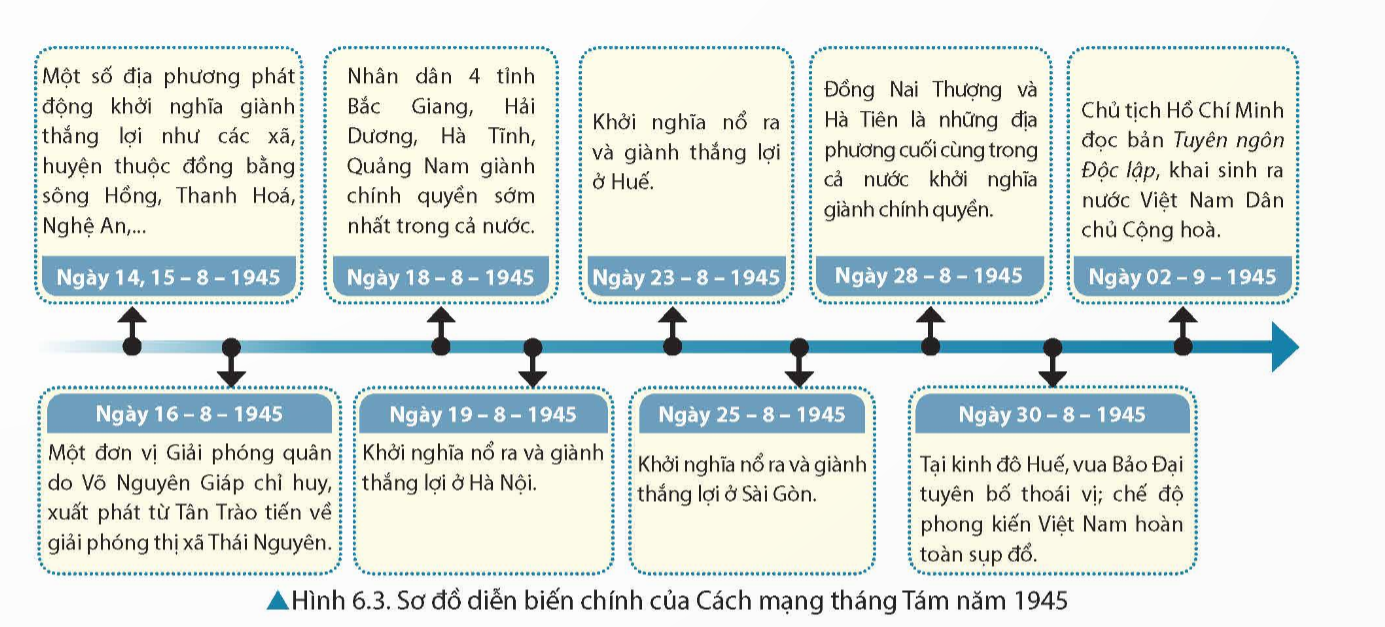 Một số địa phương phát
động khởi nghĩa giành
thắng lợi như các xã,
huyện thuộc đồng bằng
sông Hồng, Thanh Hoá,
Nghệ An,...
Ngày 14, 15 – 8 – 1945
Nhân dân 4 tỉnh
Bắc Giang, Hải
Dương, Hà Tĩnh,
Quảng Nam giành
chính quyền sớm
nhất trong cả nước.
Ngày 18 – 8 – 1945
Khởi nghĩa nổ ra
và giành thắng lợi
ở Huế.
Ngày 23 – 8 – 1945
Đồng Nai Thượng và
Hà Tiên là những địa
phương cuối cùng trong
cả nước khởi nghĩa
giành chính quyền.
Ngày 28 – 8 – 1945
Chủ tịch Hồ Chí Minh
đọc bản Tuyên ngôn
Độc lập, khai sinh ra
nước Việt Nam Dân
chủ Cộng hoà.
Ngày 02 – 9 – 1945
Ngày 16 – 8 – 1945
Một đơn vị Giải phóng quân
do Võ Nguyên Giáp chỉ huy,
xuất phát từ Tân Trào tiến về
giải phóng thị xã Thái Nguyên.
Ngày 19 – 8 – 1945
Khởi nghĩa nổ ra và giành
thắng lợi ở Hà Nội.
Ngày 25 – 8 – 1945
Khởi nghĩa nổ ra và giành
thắng lợi ở Sài Gòn.
Ngày 30 – 8 – 1945
Tại kinh đô Huế, vua Bảo Đại
tuyên bố thoái vị; chế độ
phong kiến Việt Nam hoàn
toàn sụp đổ.
▲Hình 6.3. Sơ đồ diễn biến chính của Cách mạng tháng Tám năm 1945